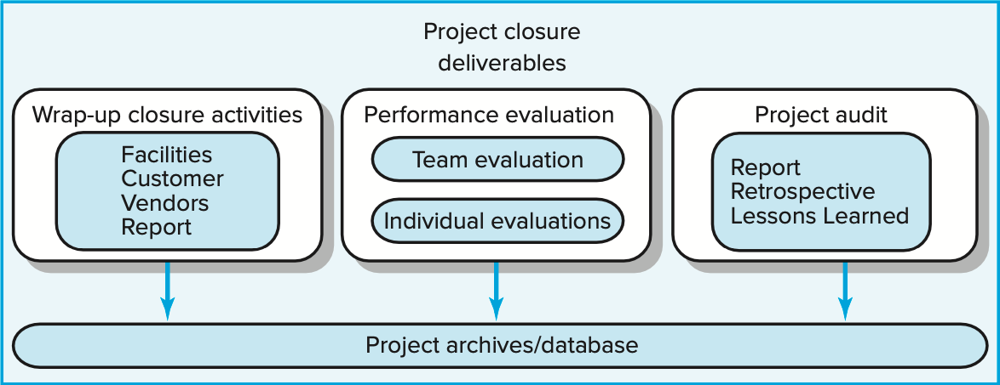 Project closure
deliverables
Wrap-up closure activities
Facilities
Customer
Vendors
Report
Performance evaluation
Team evaluation
Individual evaluations
Project audit
Report
Retrospective
Lessons Learned
Project archives/database